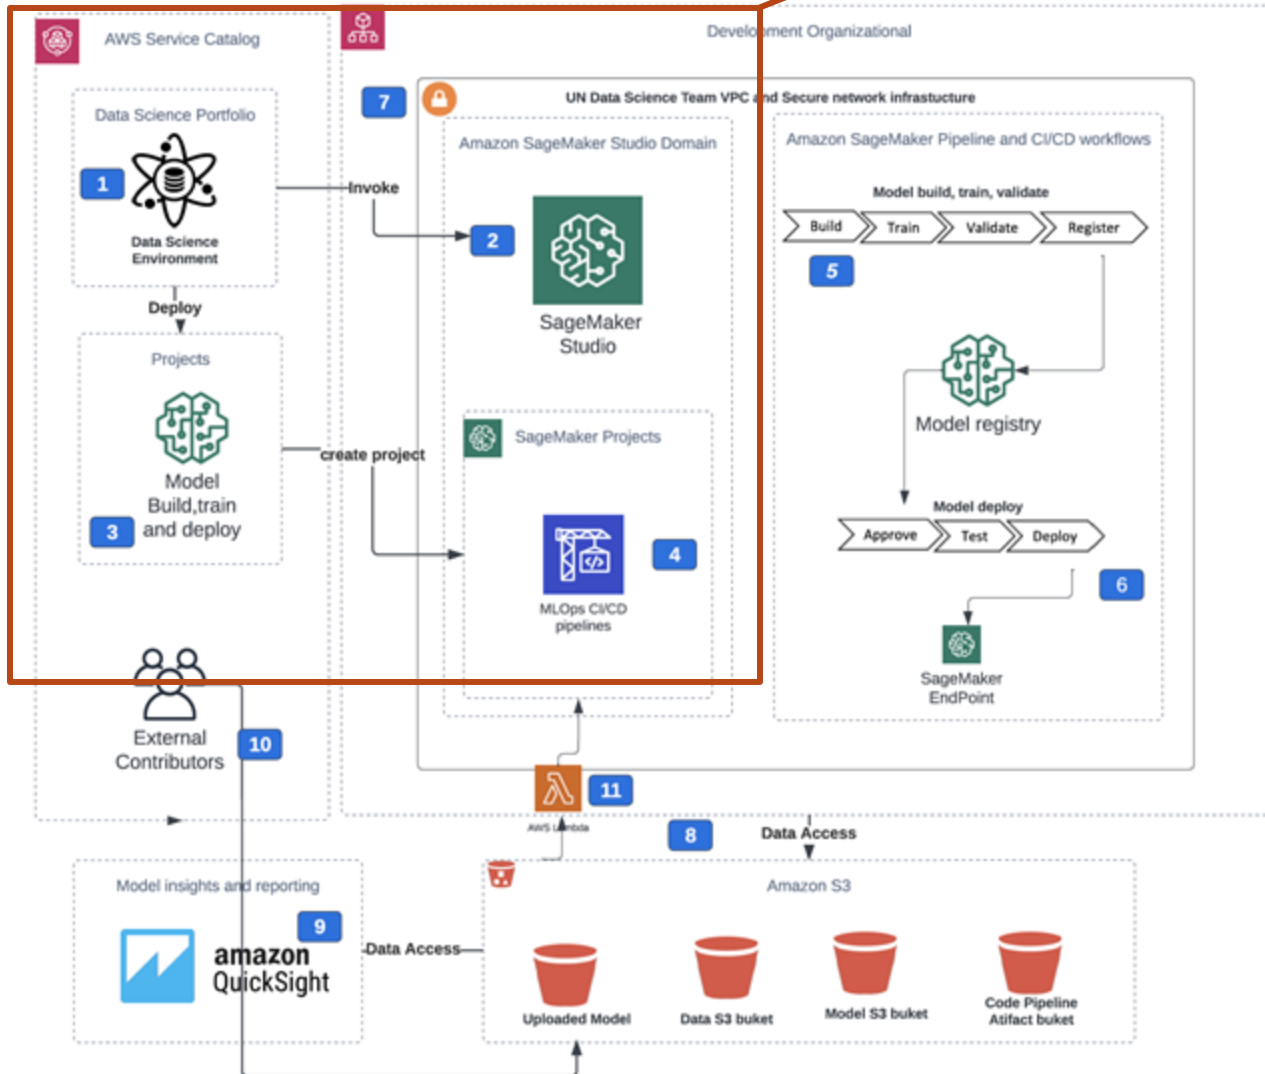 AWS Service Catalog
Development Organizational
7
UN Data Science Team VPC and Secure network infrastucture
Data Science Portfolio
1
Data Science
Environment
Invoke
Amazon SageMaker Studio Domain
2
SageMaker
Studio
Amazon SageMaker Pipeline and CI/CD workflows
Model build, train, validate
Build
Train
Validate
Register
5
Deploy
Projects
Model
Build,train
and deploy
3
create project
SageMaker Projects
4
MLOps CI/CD
pipelines
Model registry
Model deploy
Approve
Test
Deploy
6
SageMaker
EndPoint
External
Contributors
10
11
AWS Lambda
8
Data Access
Model insights and reporting
9
amazon
QuickSight
Data Access
Amazon S3
Uploaded Model
Data S3 buket
Model S3 buket
Code Pipeline
Atifact buket